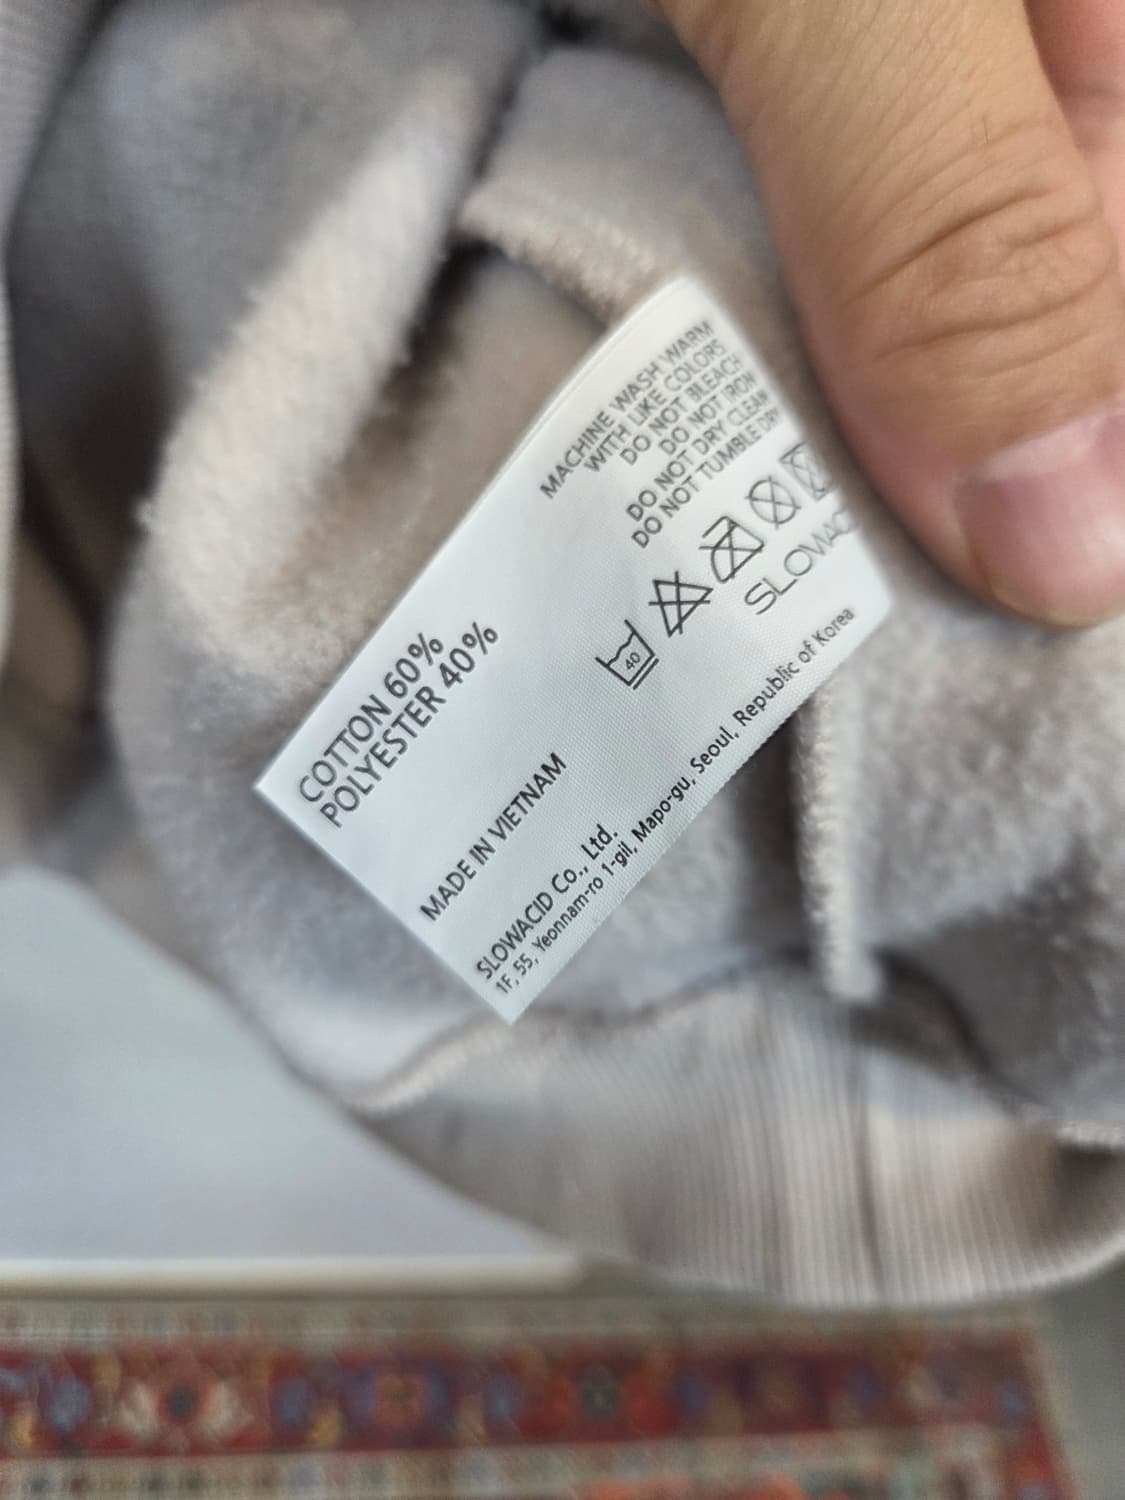 MACHINE WASH WARM
WITH LIKE COLORS
DO NOT BLEACH
DO NOT IRON
DO NOT DRY CLEAN
DO NOT TUMBLE DRY
40
COTTON 60%
POLYESTER 40%
MADE IN VIETNAM
SLOWACID Co., Ltd.
1F, 55, Yeonnam-ro 1-gil, Mapo-gu, Seoul, Republic of Korea